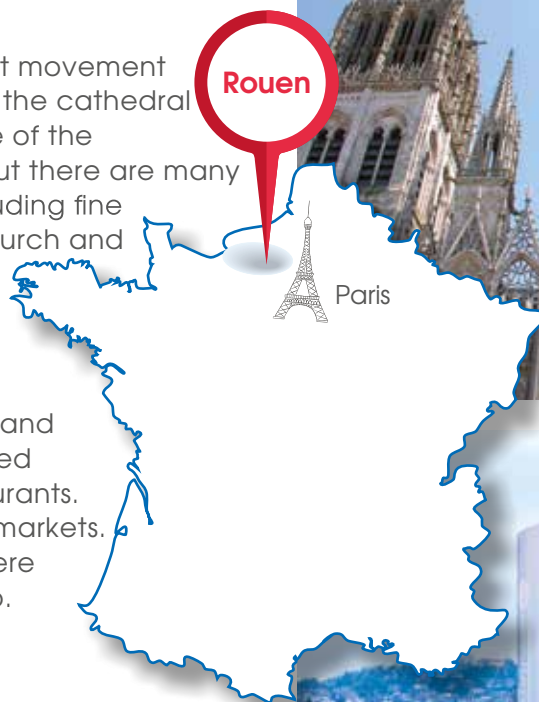 t movement
the cathedral
e of the
ut there are many
uding fine
urch and
Rouen
Paris
and
ed
urants.
markets.
ere
o.